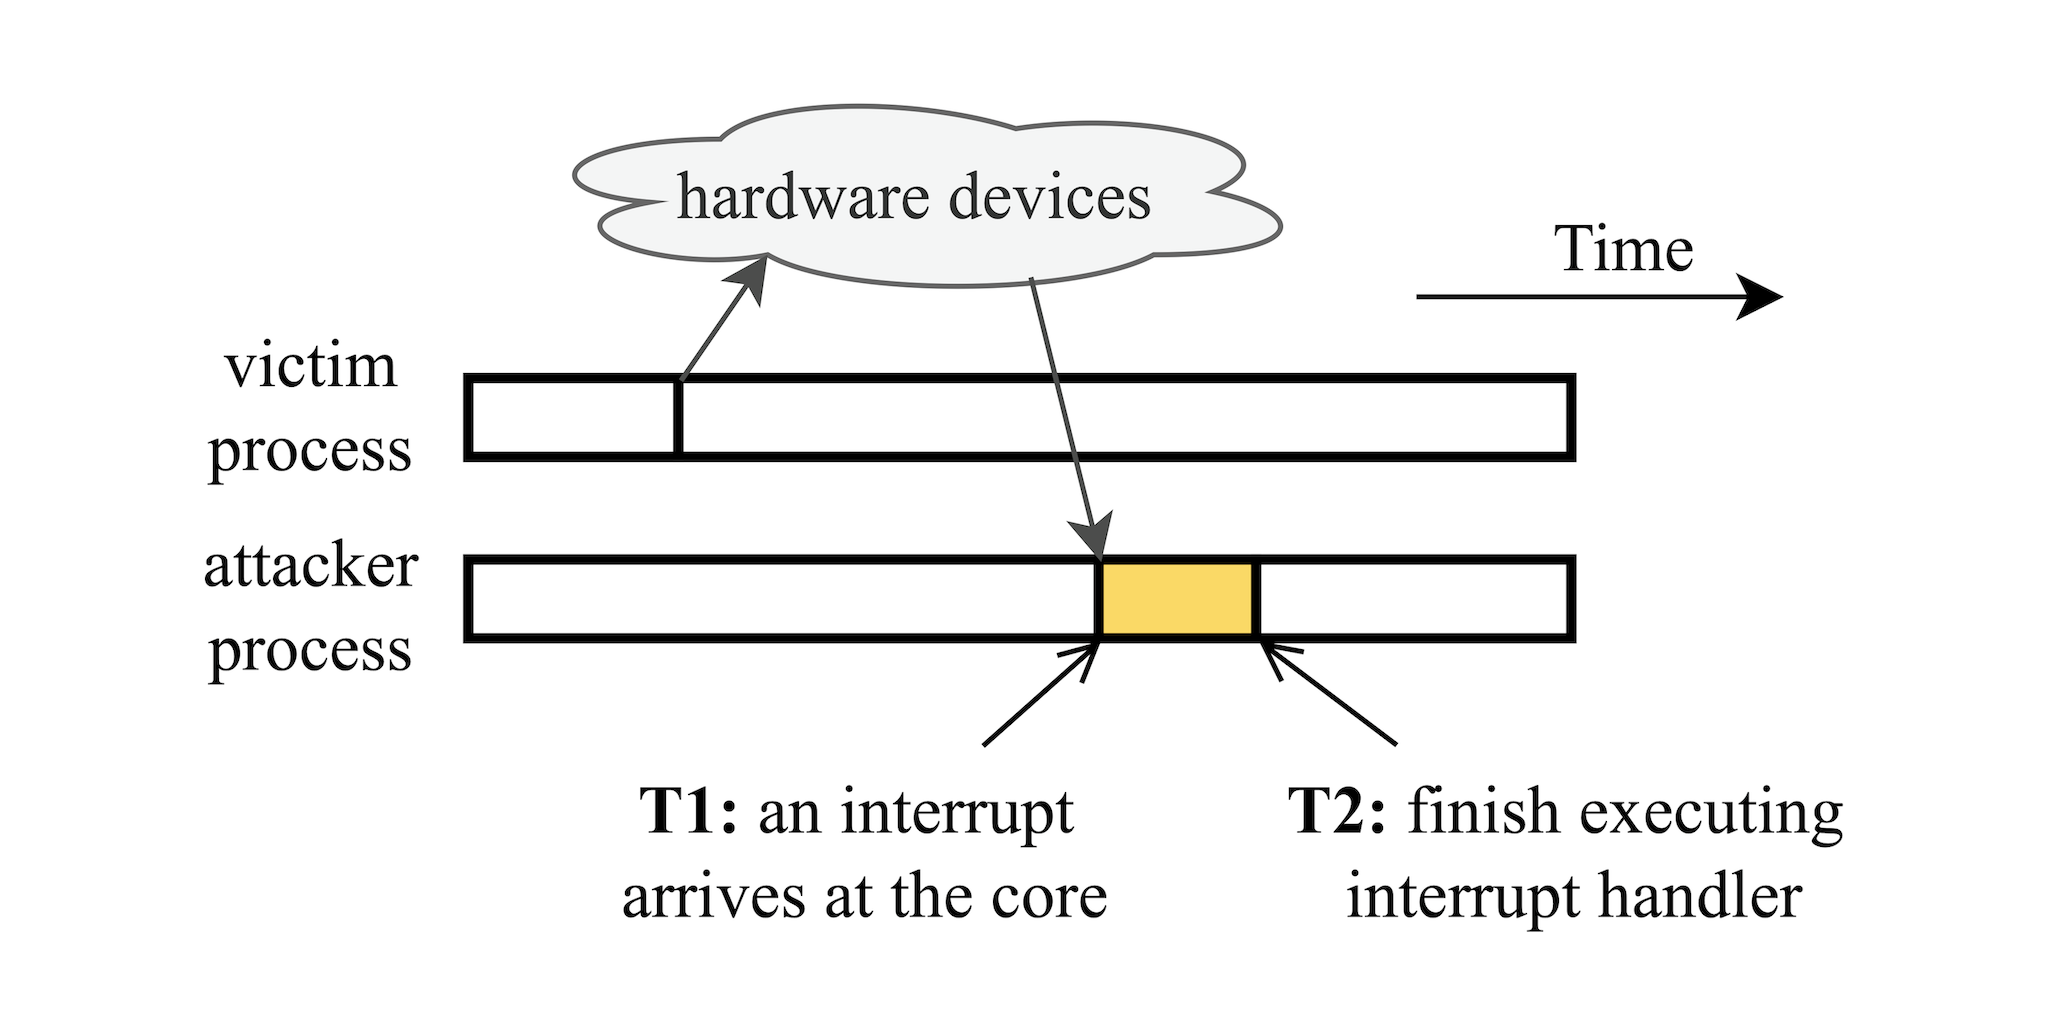 hardware devices
Time
victim
process
attacker
process
T1: an interrupt
arrives at the core
T2: finish executing
interrupt handler